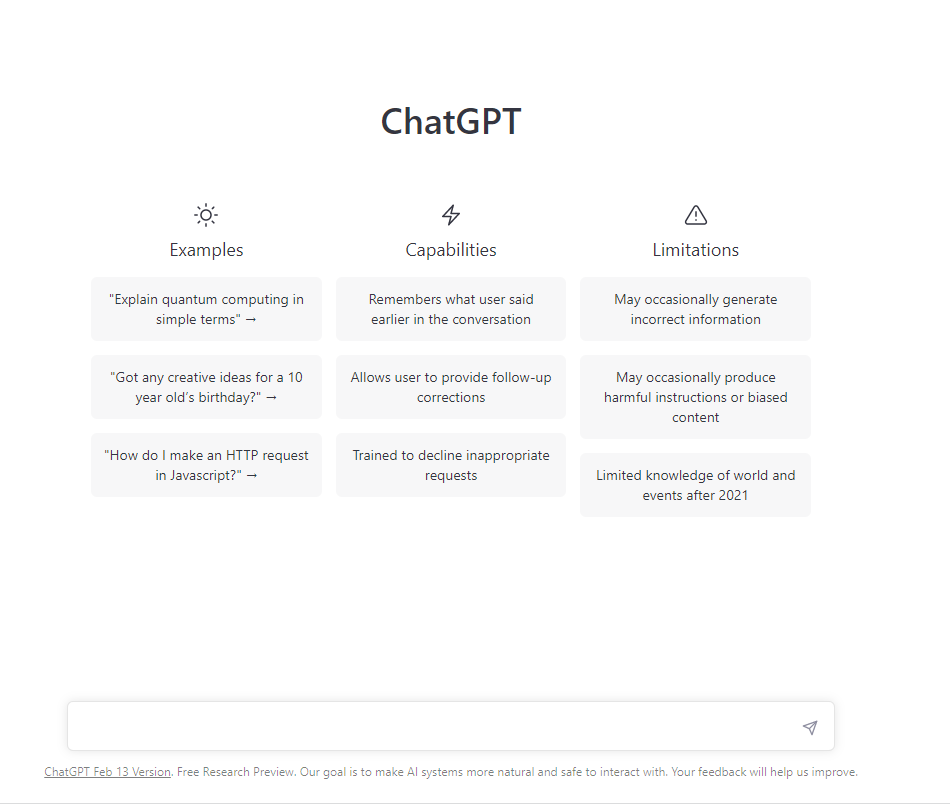 ChatGPT
Examples
"Explain quantum computing in
simple terms" →
"Got any creative ideas for a 10
year old's birthday?" →
"How do I make an HTTP request
in Javascript?" →
Capabilities
Remembers what user said
earlier in the conversation
Allows user to provide follow-up
corrections
Trained to decline inappropriate
requests
Limitations
May occasionally generate
incorrect information
May occasionally produce
harmful instructions or biased
content
Limited knowledge of world and
events after 2021
ChatGPT Feb 13 Version. Free Research Preview. Our goal is to make AI systems more natural and safe to interact with. Your feedback will help us improve.